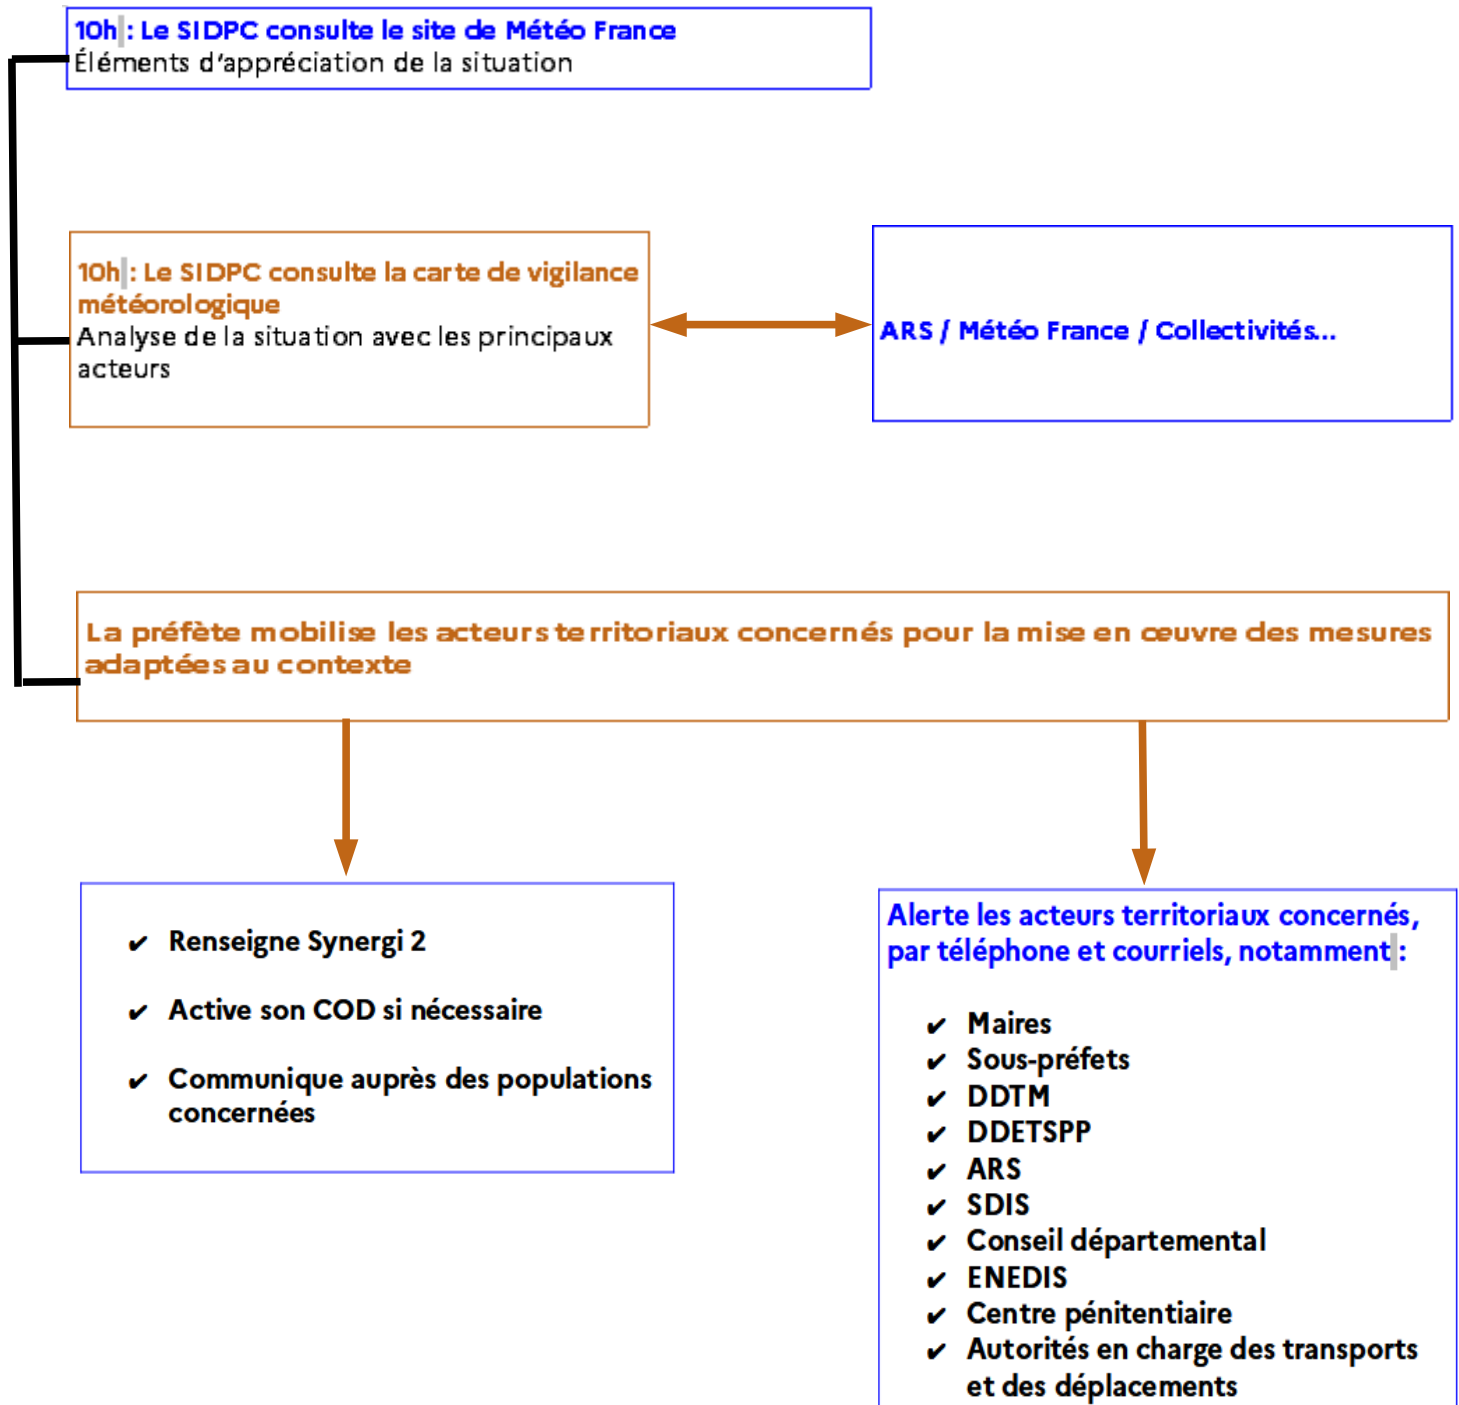 10h : Le SIDPC consulte le site de Météo France
Éléments d’appréciation de la situation
10h : Le SIDPC consulte la carte de vigilance
météorologique
Analyse de la situation avec les principaux
acteurs
ARS / Météo France / Collectivités...
La préfète mobilise les acteurs territoriaux concernés pour la mise en œuvre des mesures
adaptées au contexte
✔ Renseigne Synergi 2
✔ Active son COD si nécessaire
✔ Communique auprès des populations
concernées
Alerte les acteurs territoriaux concernés,
par téléphone et courriels, notamment :
✔ Maires
✔ Sous-préfets
✔ DDTM
✔ DDETSPP
✔ ARS
✔ SDIS
✔ Conseil départemental
✔ ENEDIS
✔ Centre pénitentiaire
✔ Autorités en charge des transports
et des déplacements